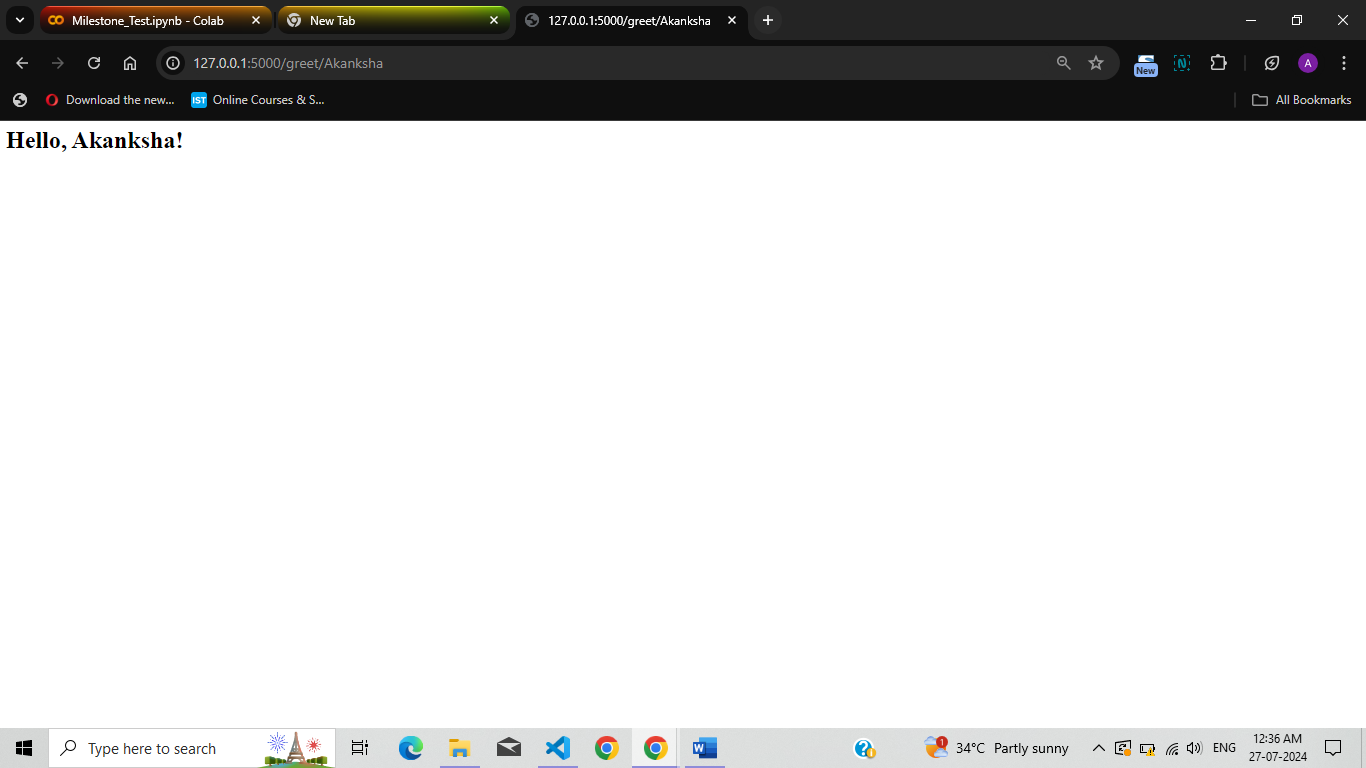 Milestone_Test.ipynb - Colab
New Tab
127.0.0.1:5000/greet/Akanksha
127.0.0.1:5000/greet/Akanksha
New
N
A
Download the new...
IST
Online Courses & S...
All Bookmarks
Hello, Akanksha!
Type here to search
W
?
1
34°C Partly sunny
ENG
12:36 AM
27-07-2024